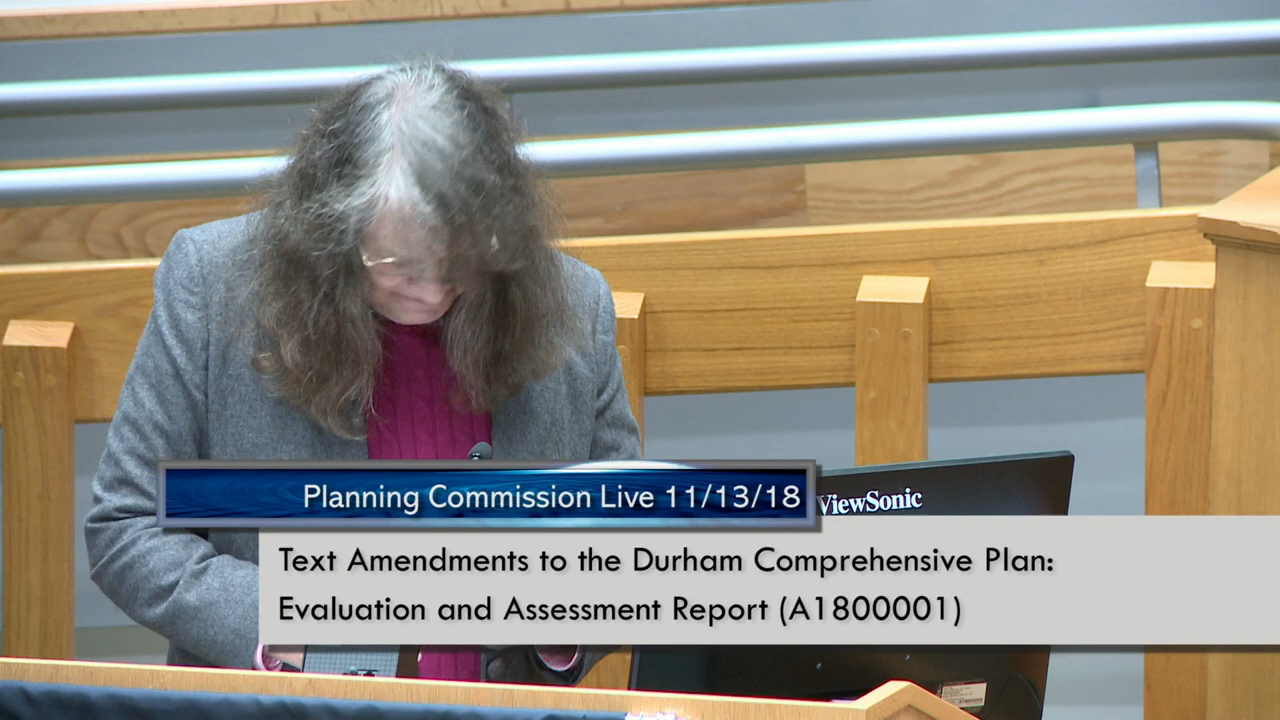 Planning Commission Live 11/13/18
ViewSonic
Text Amendments to the Durham Comprehensive Plan:
Evaluation and Assessment Report (A1800001)